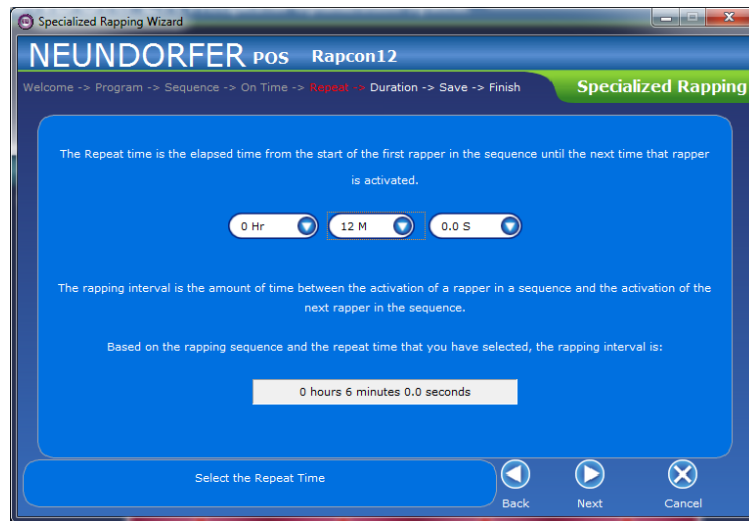 Specialized Rapping Wizard
NEUNDORFER POS Rapcon12
Welcome -> Program -> Sequence -> On Time -> Repeat -> Duration -> Save -> Finish
Specialized Rapping
The Repeat time is the elapsed time from the start of the first rapper in the sequence until the next time that rapper
is activated.
0 Hr 12 M 0.0 S
The rapping interval is the amount of time between the activation of a rapper in a sequence and the activation of the
next rapper in the sequence.
Based on the rapping sequence and the repeat time that you have selected, the rapping interval is:
0 hours 6 minutes 0.0 seconds
Select the Repeat Time
Back Next Cancel